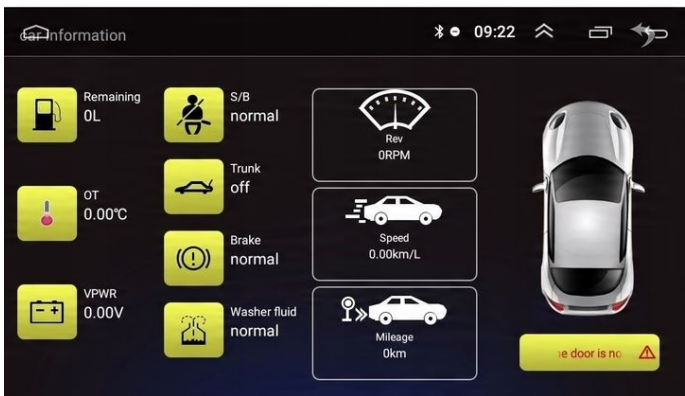 car Information
09:22
Remaining
0L
S/B
normal
Rev
0RPM
OT
0.00℃
Trunk
off
Speed
0.00km/L
Brake
normal
VPWR
0.00V
Washer fluid
normal
Mileage
0km
e door is no